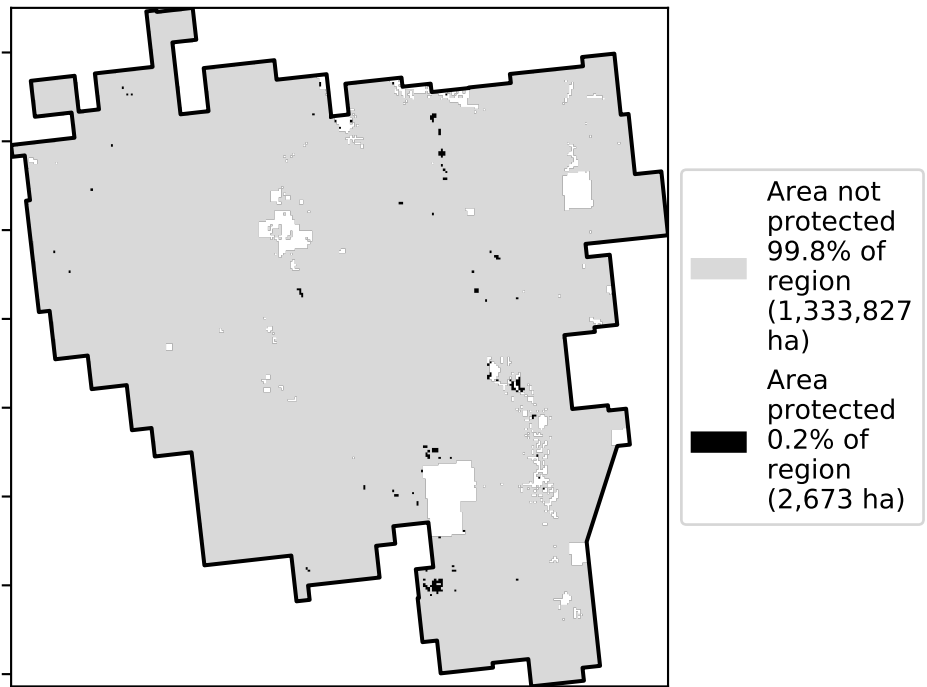 Area not
protected
99.8% of
region
(1,333,827
ha)
Area
protected
0.2% of
region
(2,673 ha)